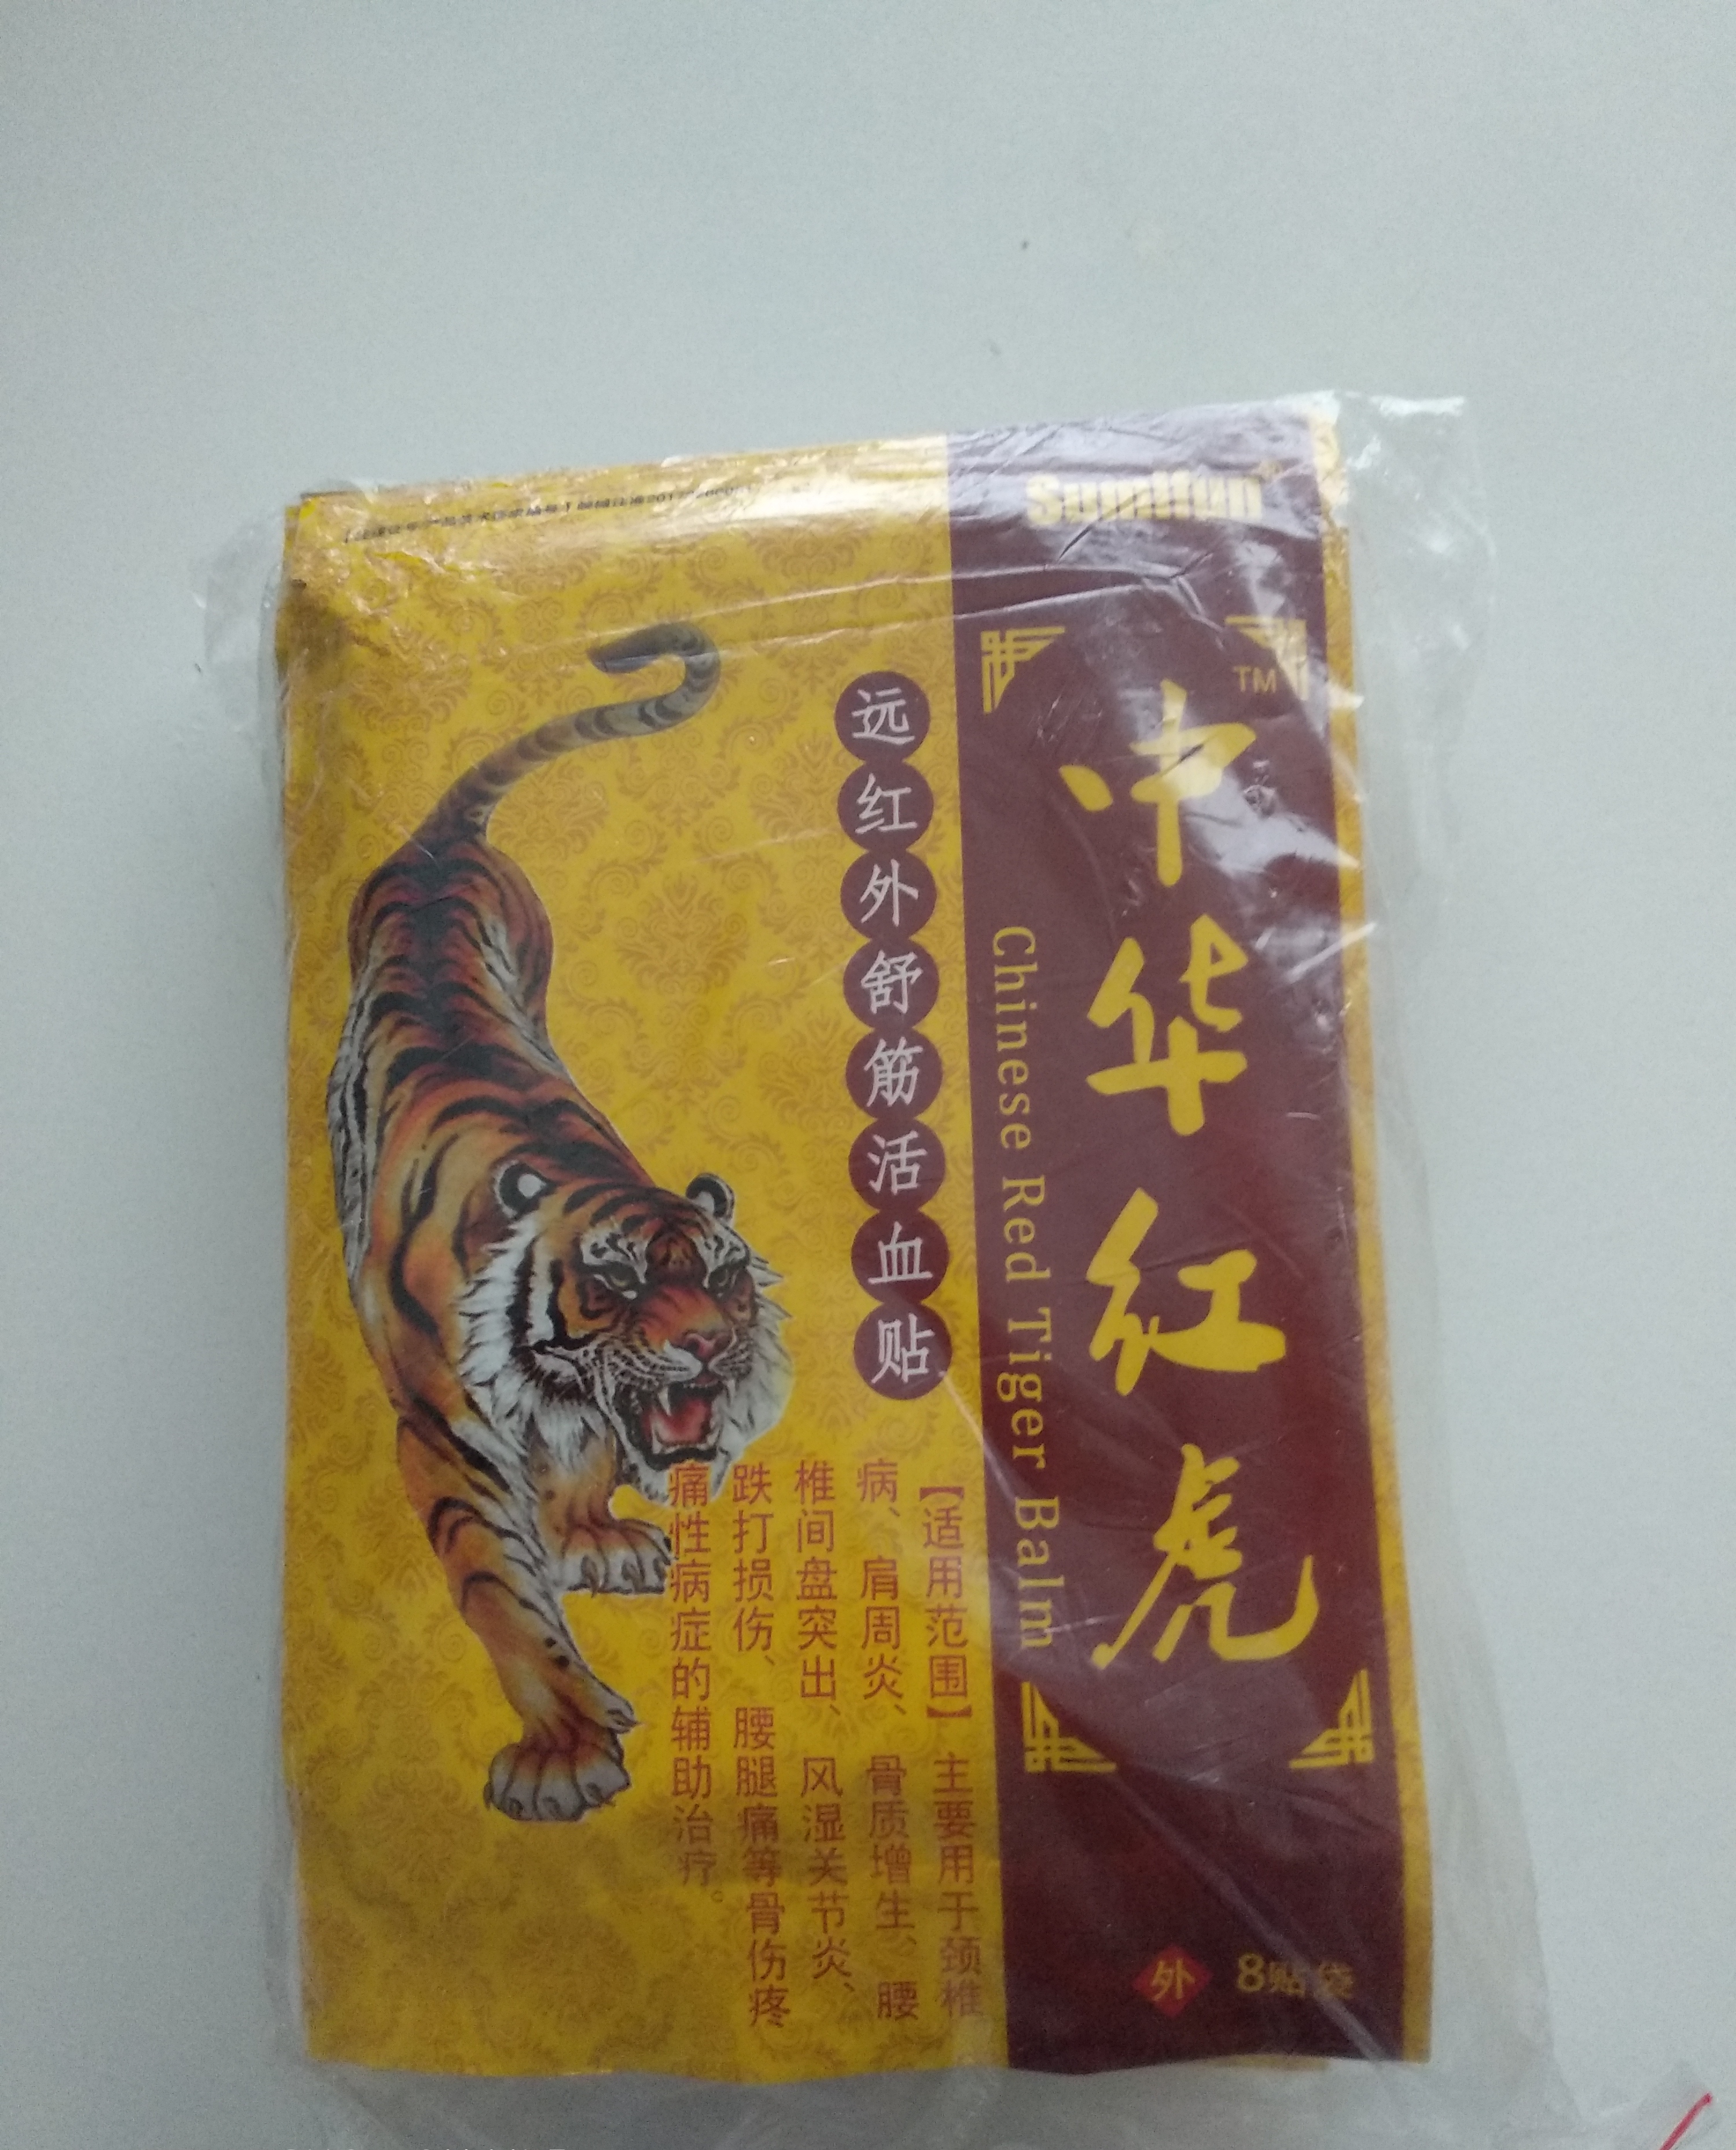 Sumifun®
TM
中华红虎
Chinese Red Tiger Balm
远红外舒筋活血贴
【适用范围】主要用于颈椎
病、肩周炎、骨质增生、腰
椎间盘突出、风湿关节炎、
跌打损伤、腰腿痛等骨伤疼
痛性病症的辅助治疗。
外 8贴 袋